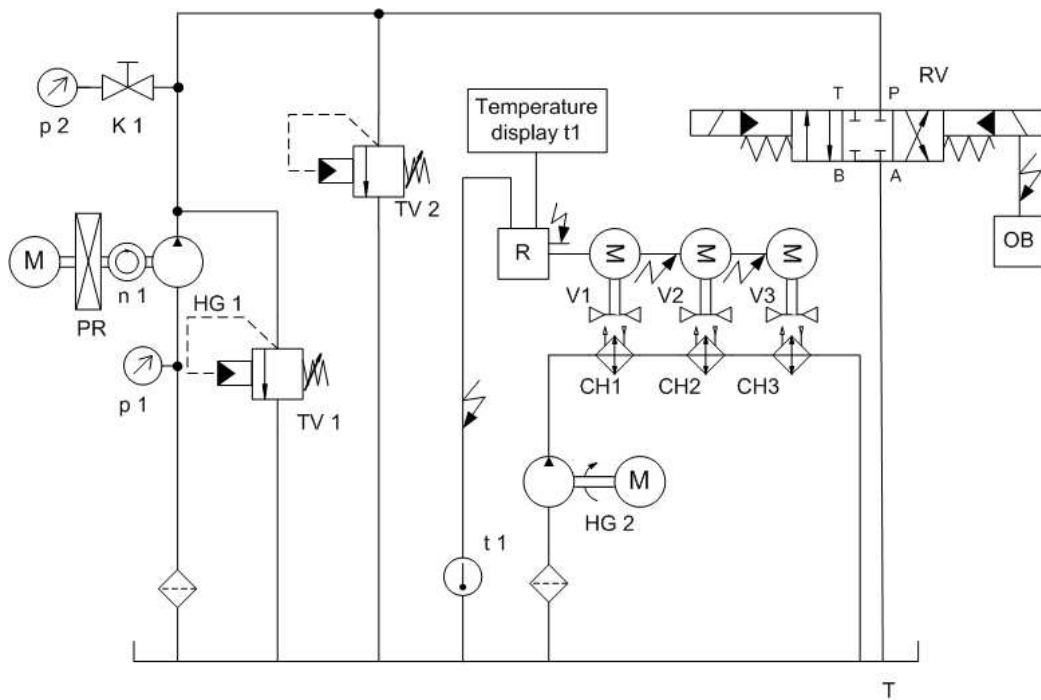 RV
T
P
p 2
K 1
Temperature
display t1
B
A
TV 2
M
n 1
PR
HG 1
R
M
M
M
OB
V1
V2
V3
p 1
TV 1
CH1
CH2
CH3
M
HG 2
t 1
T